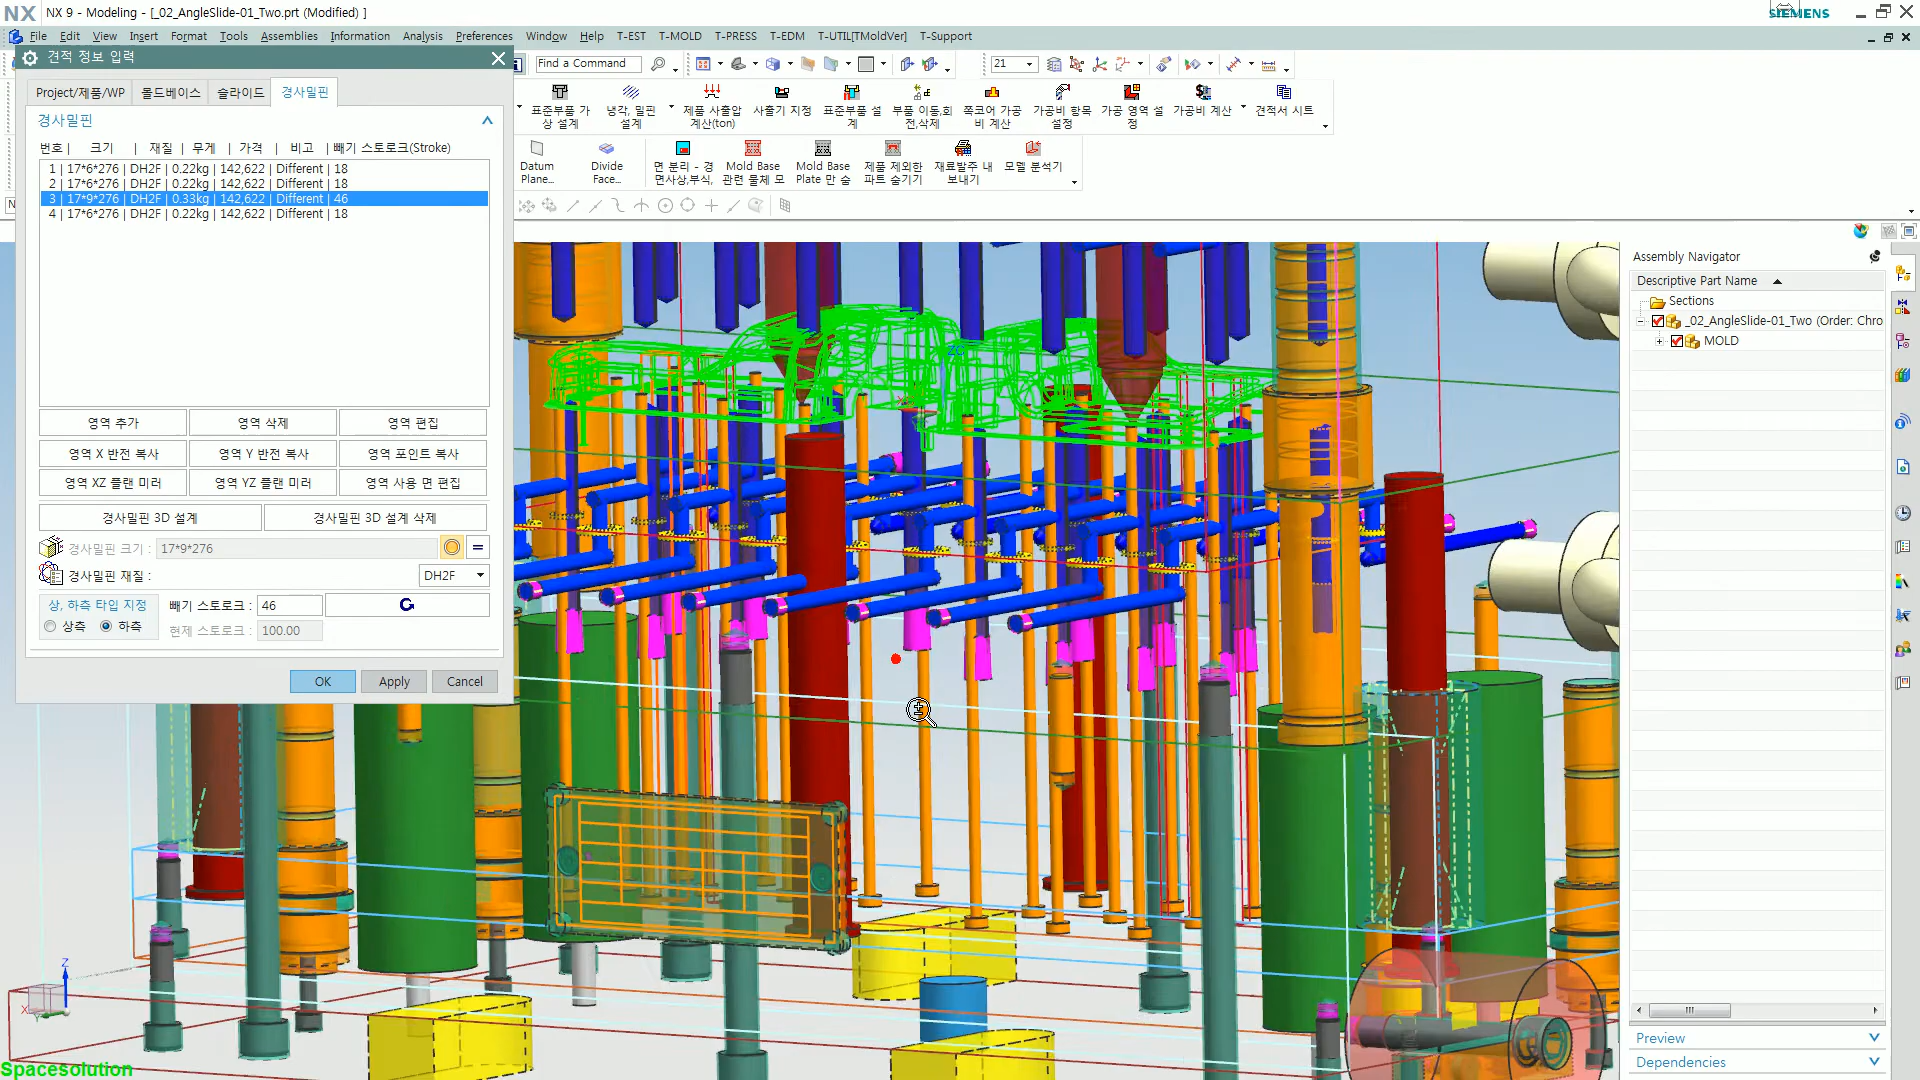 NX NX 9 - Modeling - [_02_AngleSlide-01_Two.prt (Modified) ] SIEMENS
File Edit View Insert Format Tools Assemblies Information Analysis Preferences Window Help T-EST T-MOLD T-PRESS T-EDM T-UTIL[TMoldVer] T-Support
견적 정보 입력
Find a Command
21
Project/제품/WP 몰드베이스 슬라이드 경사밀핀
표준부품 가상 설계
냉각, 밀핀 설계
제품 사출압 계산(ton)
사출기 지정
표준부품 설계
부품 이동,회전,삭제
쪽코어 가공비 계산
가공비 항목 설정
가공 영역 설정
가공비 계산
견적서 시트
경사밀핀
번호 | 크기 | 재질 | 무게 | 가격 | 비고 | 빼기 스토로크(Stroke)
1 | 17*6*276 | DH2F | 0.22kg | 142,622 | Different | 18
2 | 17*6*276 | DH2F | 0.22kg | 142,622 | Different | 18
3 | 17*9*276 | DH2F | 0.33kg | 142,622 | Different | 46
4 | 17*6*276 | DH2F | 0.22kg | 142,622 | Different | 18
Datum Plane...
Divide Face...
면 분리 - 경면사상,부식,
Mold Base 관련 물체 모
Mold Base Plate 만 숨
제품 제외한 파트 숨기기
재료발주 내보내기
모델 분석기
영역 추가 영역 삭제 영역 편집
영역 X 반전 복사 영역 Y 반전 복사 영역 포인트 복사
영역 XZ 플랜 미러 영역 YZ 플랜 미러 영역 사용 면 편집
경사밀핀 3D 설계 경사밀핀 3D 설계 삭제
경사밀핀 크기 : 17*9*276
경사밀핀 재질 : DH2F
상, 하측 타입 지정 빼기 스토로크 : 46
상측 하측 현재 스토로크 : 100.00
OK Apply Cancel
Assembly Navigator
Descriptive Part Name
Sections
_02_AngleSlide-01_Two (Order: Chro
MOLD
Preview
Dependencies
Z
X
Y
Spacesolution